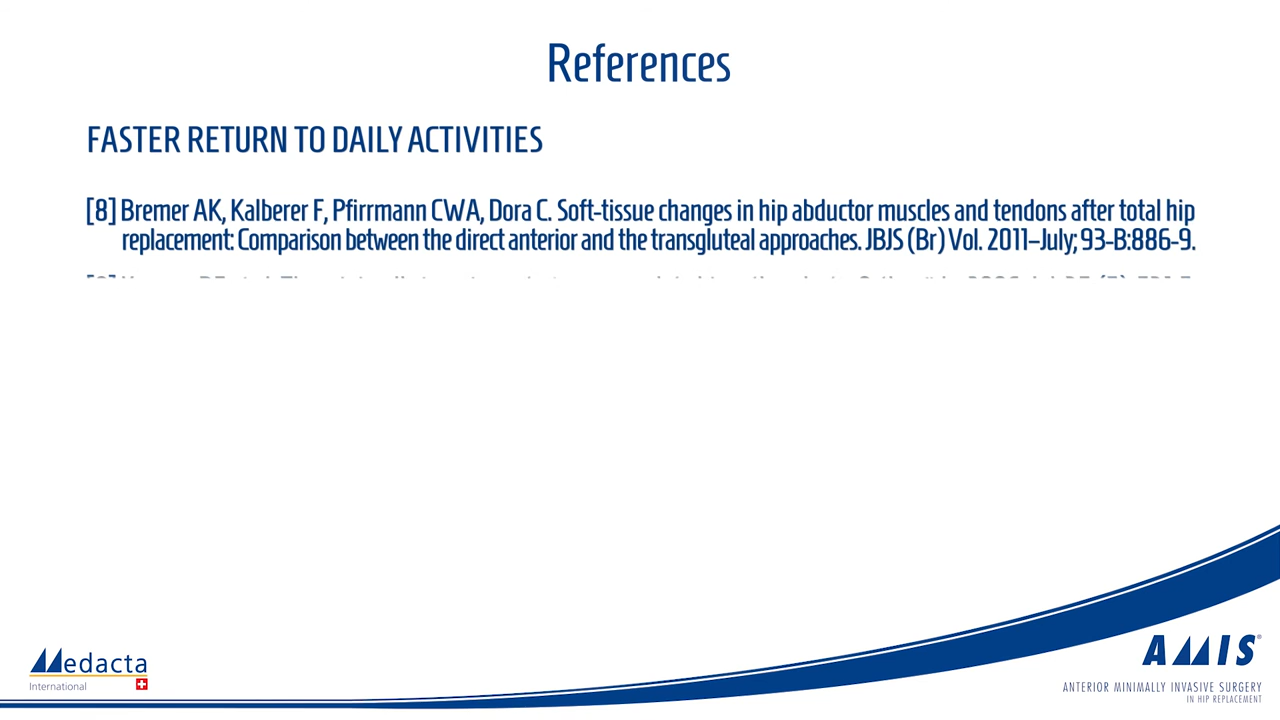 References
FASTER RETURN TO DAILY ACTIVITIES
[8] Bremer AK, Kalberer F, Pfirrmann CWA, Dora C. Soft-tissue changes in hip abductor muscles and tendons after total hip
replacement: Comparison between the direct anterior and the transgluteal approaches. JBJS (Br) Vol. 2011–July; 93-B:886-9.
Medacta
International
AMIS®
ANTERIOR MINIMALLY INVASIVE SURGERY
IN HIP REPLACEMENT